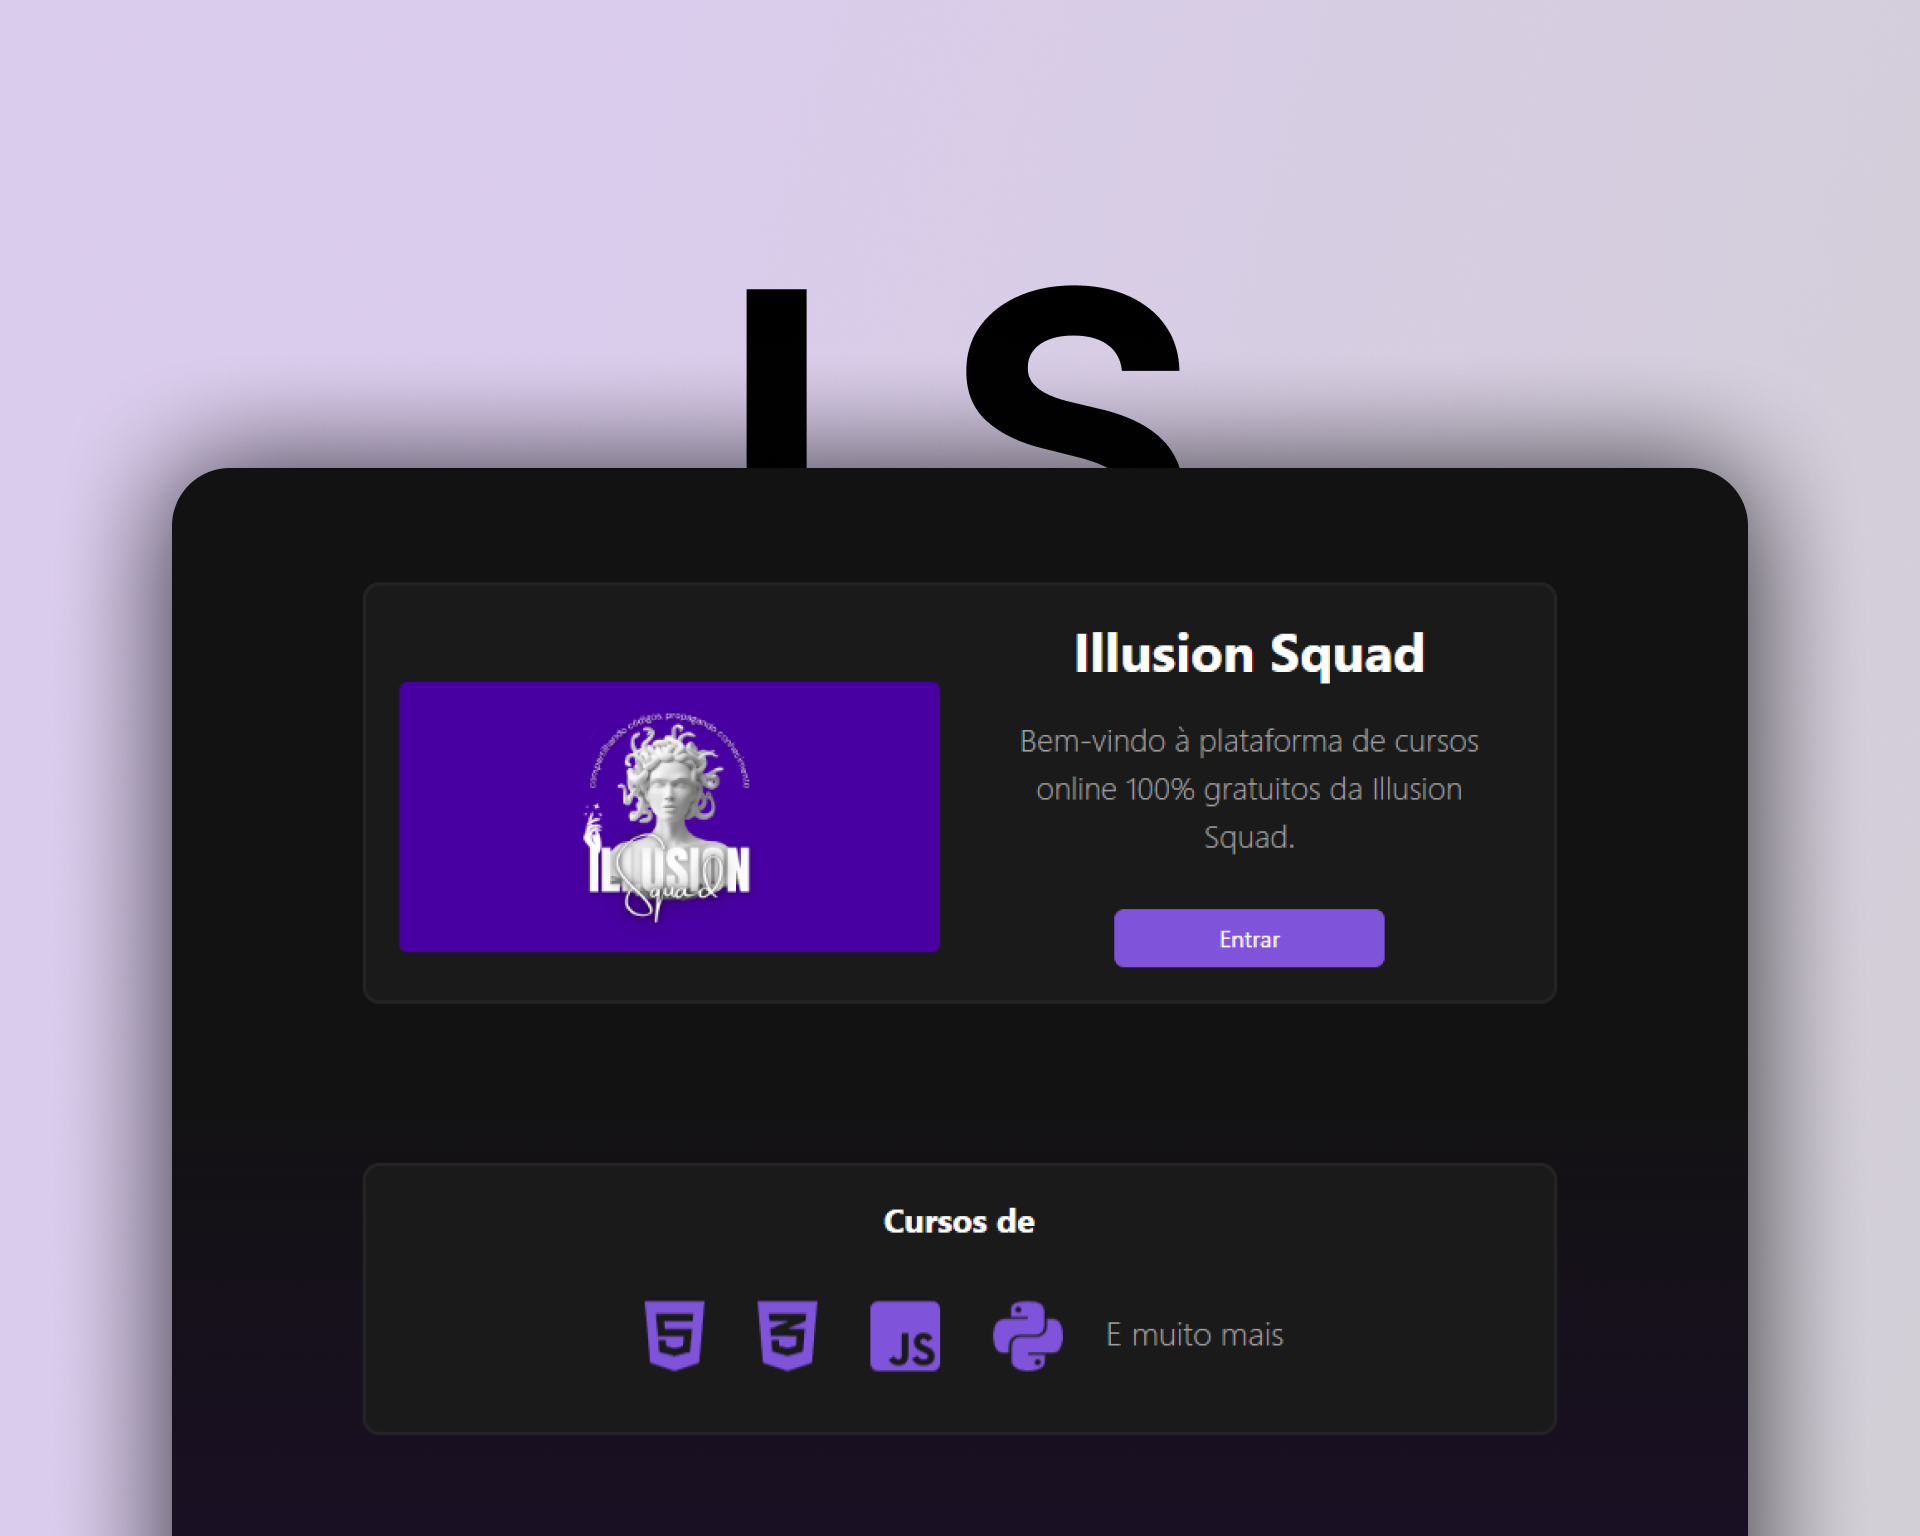 I S
Illusion Squad
compartilhando códigos, propagando conhecimento
ILLUSION
Squad
Bem-vindo à plataforma de cursos
online 100% gratuitos da Illusion
Squad.
Entrar
Cursos de
5 3 JS E muito mais